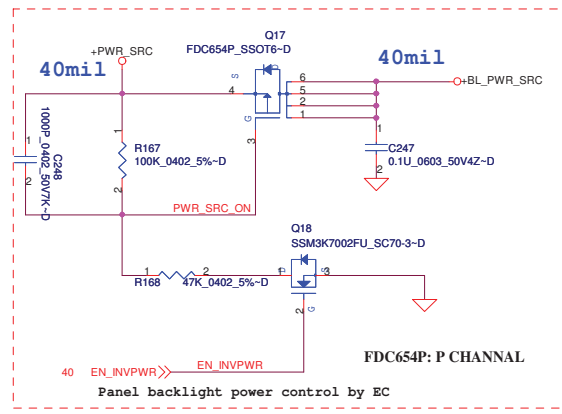 Q17
FDC654P_SSOT6~D
+PWR_SRC
40mil
40mil
+BL_PWR_SRC
S
D
G
4
6
5
2
1
3
1
2
C248
1000P_0402_50V7K~D
1
2
R167
100K_0402_5%~D
1
2
C247
0.1U_0603_50V4Z~D
PWR_SRC_ON
Q18
SSM3K7002FU_SC70-3~D
1
2
R168
47K_0402_5%~D
1
D
S
3
2
G
40 EN_INVPWR
EN_INVPWR
FDC654P: P CHANNAL
Panel backlight power control by EC